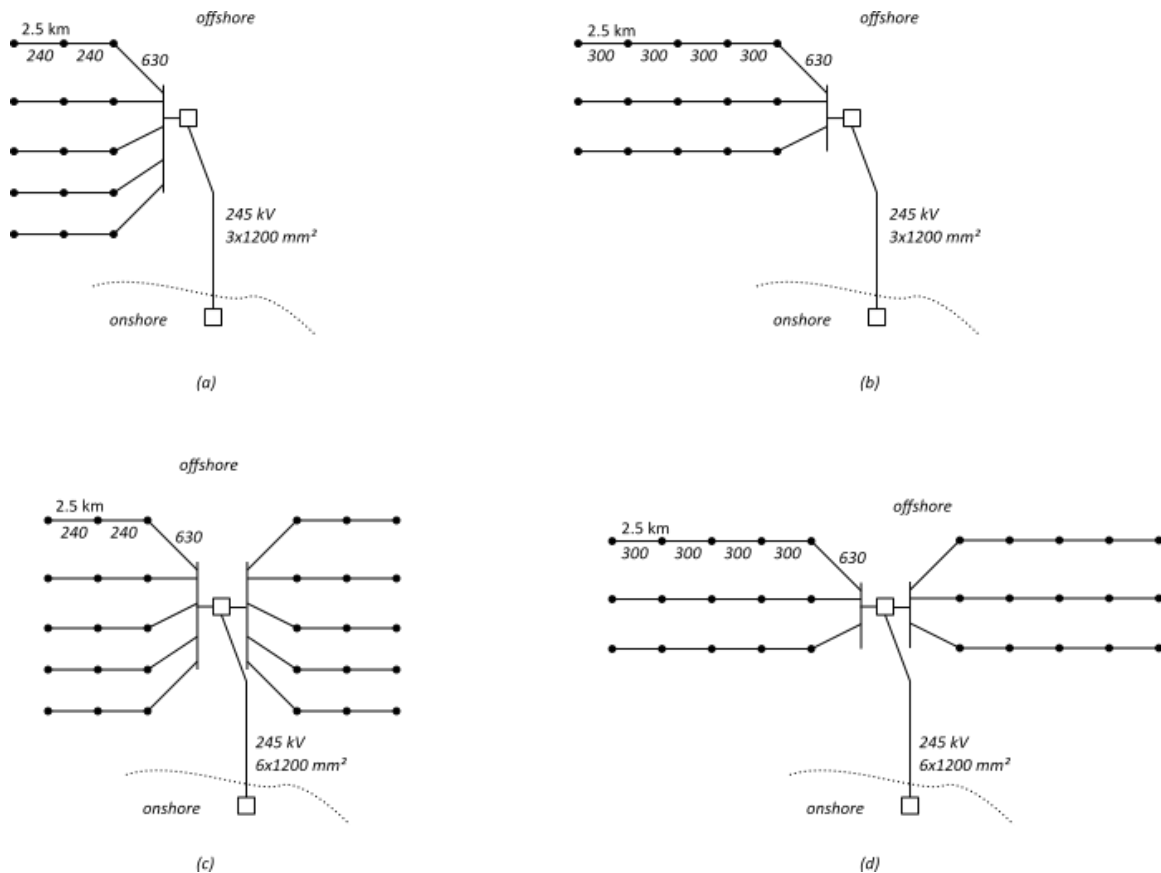 offshore
2.5 km
240 240 630
245 kV
3x1200 mm²
onshore
(a)
offshore
2.5 km
300 300 300 300 630
245 kV
3x1200 mm²
onshore
(b)
offshore
2.5 km
240 240 630
245 kV
6x1200 mm²
onshore
(c)
offshore
2.5 km
300 300 300 300 630
245 kV
6x1200 mm²
onshore
(d)